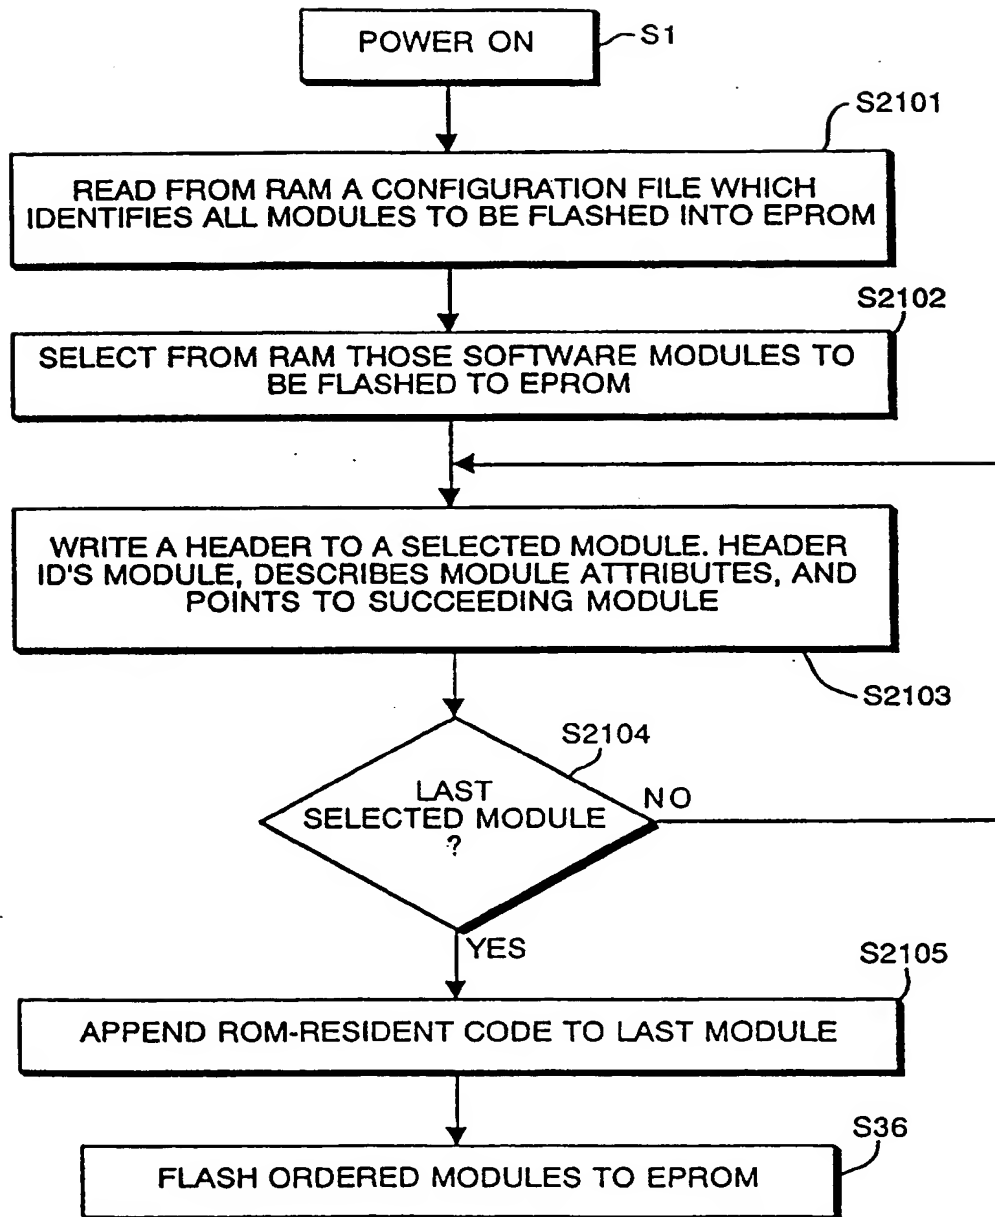 POWER ON
S1
S2101
READ FROM RAM A CONFIGURATION FILE WHICH
IDENTIFIES ALL MODULES TO BE FLASHED INTO EPROM
S2102
SELECT FROM RAM THOSE SOFTWARE MODULES TO
BE FLASHED TO EPROM
WRITE A HEADER TO A SELECTED MODULE. HEADER
ID'S MODULE, DESCRIBES MODULE ATTRIBUTES, AND
POINTS TO SUCCEEDING MODULE
S2103
S2104
LAST
SELECTED MODULE
?
NO
YES
S2105
APPEND ROM-RESIDENT CODE TO LAST MODULE
S36
FLASH ORDERED MODULES TO EPROM